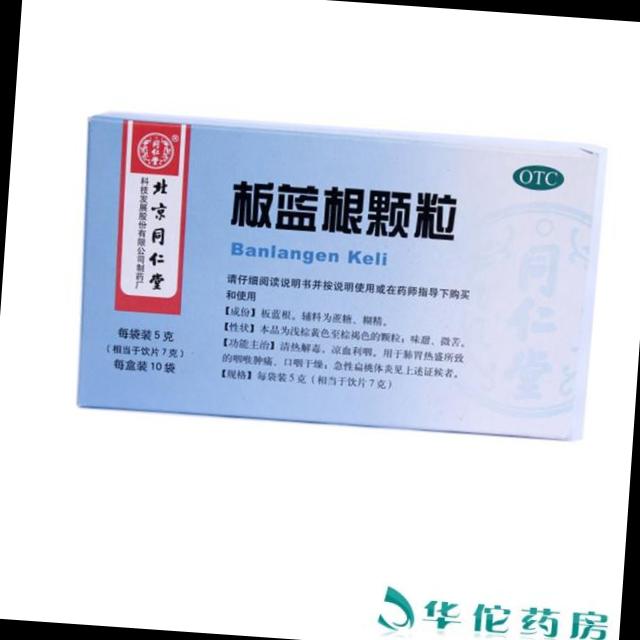 同仁堂
®
北京同仁堂
科技发展股份有限公司制药厂
每袋装5克
（相当于饮片7克）
每盒装10袋
OTC
板蓝根颗粒
Banlangen Keli
请仔细阅读说明书并按说明使用或在药师指导下购买
和使用
【成份】板蓝根。辅料为蔗糖、糊精。
【性状】本品为浅棕黄色至棕褐色的颗粒；味甜、微苦。
【功能主治】清热解毒，凉血利咽。用于肺胃热盛所致
的咽喉肿痛、口咽干燥；急性扁桃体炎见上述证候者。
【规格】每袋装5克（相当于饮片7克）
同仁堂
华佗药房